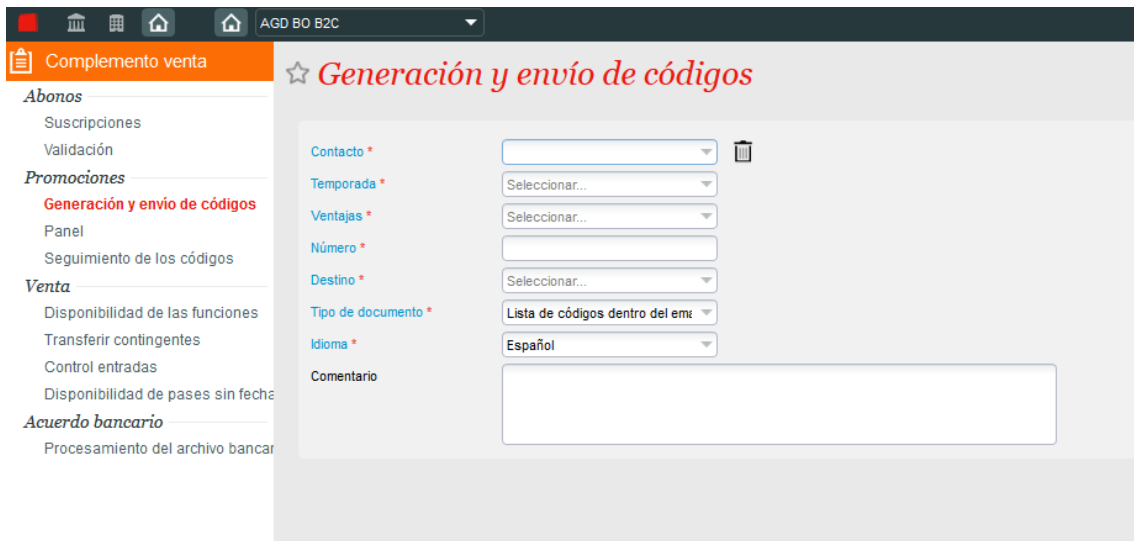 AGD BO B2C
Complemento venta
Abonos
Suscripciones
Validación
Promociones
Generación y envío de códigos
Panel
Seguimiento de los códigos
Venta
Disponibilidad de las funciones
Transferir contingentes
Control entradas
Disponibilidad de pases sin fecha
Acuerdo bancario
Procesamiento del archivo bancar
Generación y envío de códigos
Contacto *
Temporada * Seleccionar...
Ventajas * Seleccionar...
Número *
Destino * Seleccionar...
Tipo de documento * Lista de códigos dentro del ema
Idioma * Español
Comentario